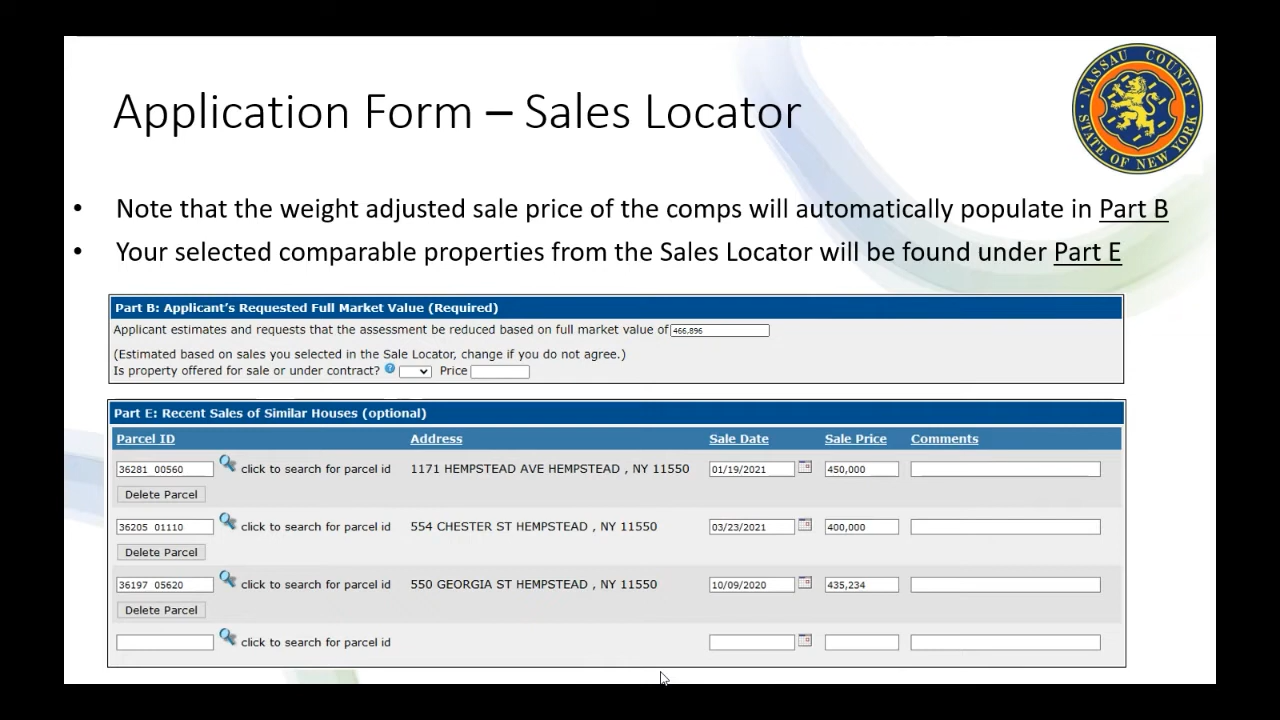 Application Form – Sales Locator
NASSAU COUNTY
STATE OF NEW YORK
• Note that the weight adjusted sale price of the comps will automatically populate in Part B
• Your selected comparable properties from the Sales Locator will be found under Part E
Part B: Applicant's Requested Full Market Value (Required)
Applicant estimates and requests that the assessment be reduced based on full market value of 466,896
(Estimated based on sales you selected in the Sale Locator, change if you do not agree.)
Is property offered for sale or under contract? ? Price
Part E: Recent Sales of Similar Houses (optional)
Parcel ID Address Sale Date Sale Price Comments
36281 00560 click to search for parcel id 1171 HEMPSTEAD AVE HEMPSTEAD , NY 11550 01/19/2021 450,000
Delete Parcel
36205 01110 click to search for parcel id 554 CHESTER ST HEMPSTEAD , NY 11550 03/23/2021 400,000
Delete Parcel
36197 05620 click to search for parcel id 550 GEORGIA ST HEMPSTEAD , NY 11550 10/09/2020 435,234
Delete Parcel
click to search for parcel id